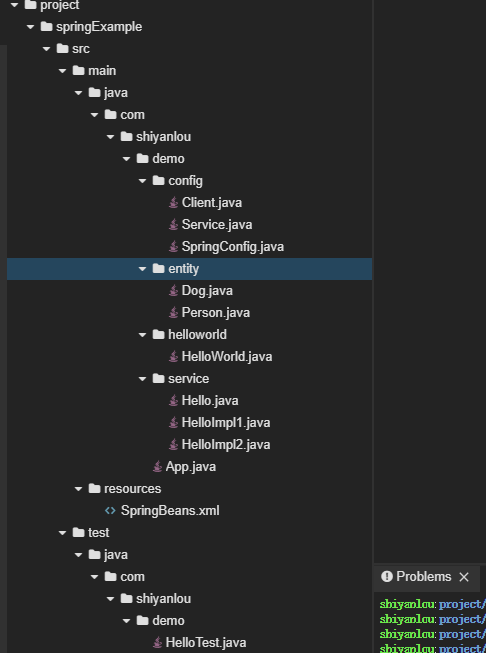 project
springExample
src
main
java
com
shiyanlou
demo
config
Client.java
Service.java
SpringConfig.java
entity
Dog.java
Person.java
helloworld
HelloWorld.java
service
Hello.java
HelloImpl1.java
HelloImpl2.java
App.java
resources
SpringBeans.xml
test
java
com
shiyanlou
demo
HelloTest.java
Problems
shiyanlou:project/
shiyanlou:project/
shiyanlou:project/
shiyanlou:project/